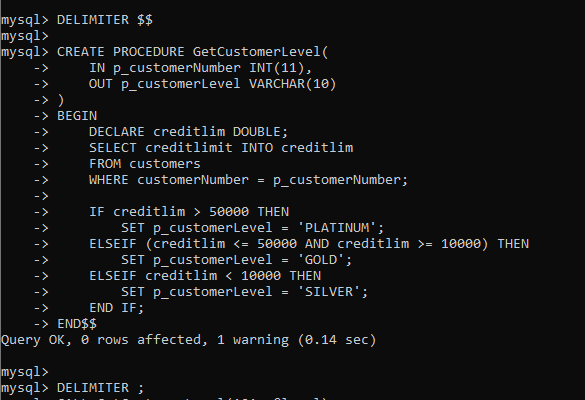 mysql> DELIMITER $$
mysql>
mysql> CREATE PROCEDURE GetCustomerLevel(
    ->     IN p_customerNumber INT(11),
    ->     OUT p_customerLevel VARCHAR(10)
    -> )
    -> BEGIN
    ->     DECLARE creditlim DOUBLE;
    ->     SELECT creditlimit INTO creditlim
    ->     FROM customers
    ->     WHERE customerNumber = p_customerNumber;
    ->
    ->     IF creditlim > 50000 THEN
    ->         SET p_customerLevel = 'PLATINUM';
    ->     ELSEIF (creditlim <= 50000 AND creditlim >= 10000) THEN
    ->         SET p_customerLevel = 'GOLD';
    ->     ELSEIF creditlim < 10000 THEN
    ->         SET p_customerLevel = 'SILVER';
    ->     END IF;
    -> END$$
Query OK, 0 rows affected, 1 warning (0.14 sec)
mysql>
mysql> DELIMITER ;